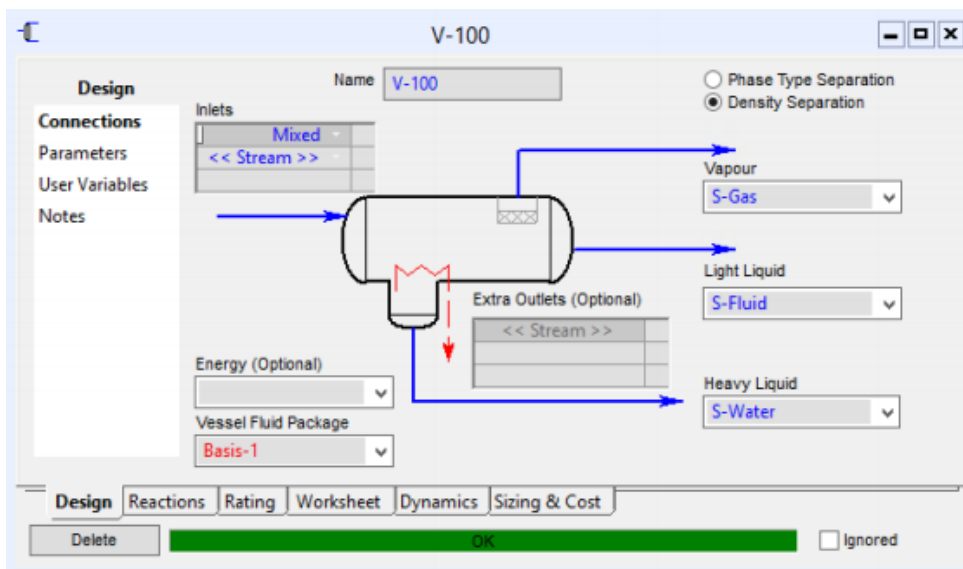 V-100
Design
Connections
Parameters
User Variables
Notes
Name V-100
Inlets
Mixed
<< Stream >>
Phase Type Separation
Density Separation
Vapour
S-Gas
Light Liquid
S-Fluid
Extra Outlets (Optional)
<< Stream >>
Energy (Optional)
Vessel Fluid Package
Basis-1
Heavy Liquid
S-Water
Design Reactions Rating Worksheet Dynamics Sizing & Cost
Delete OK Ignored